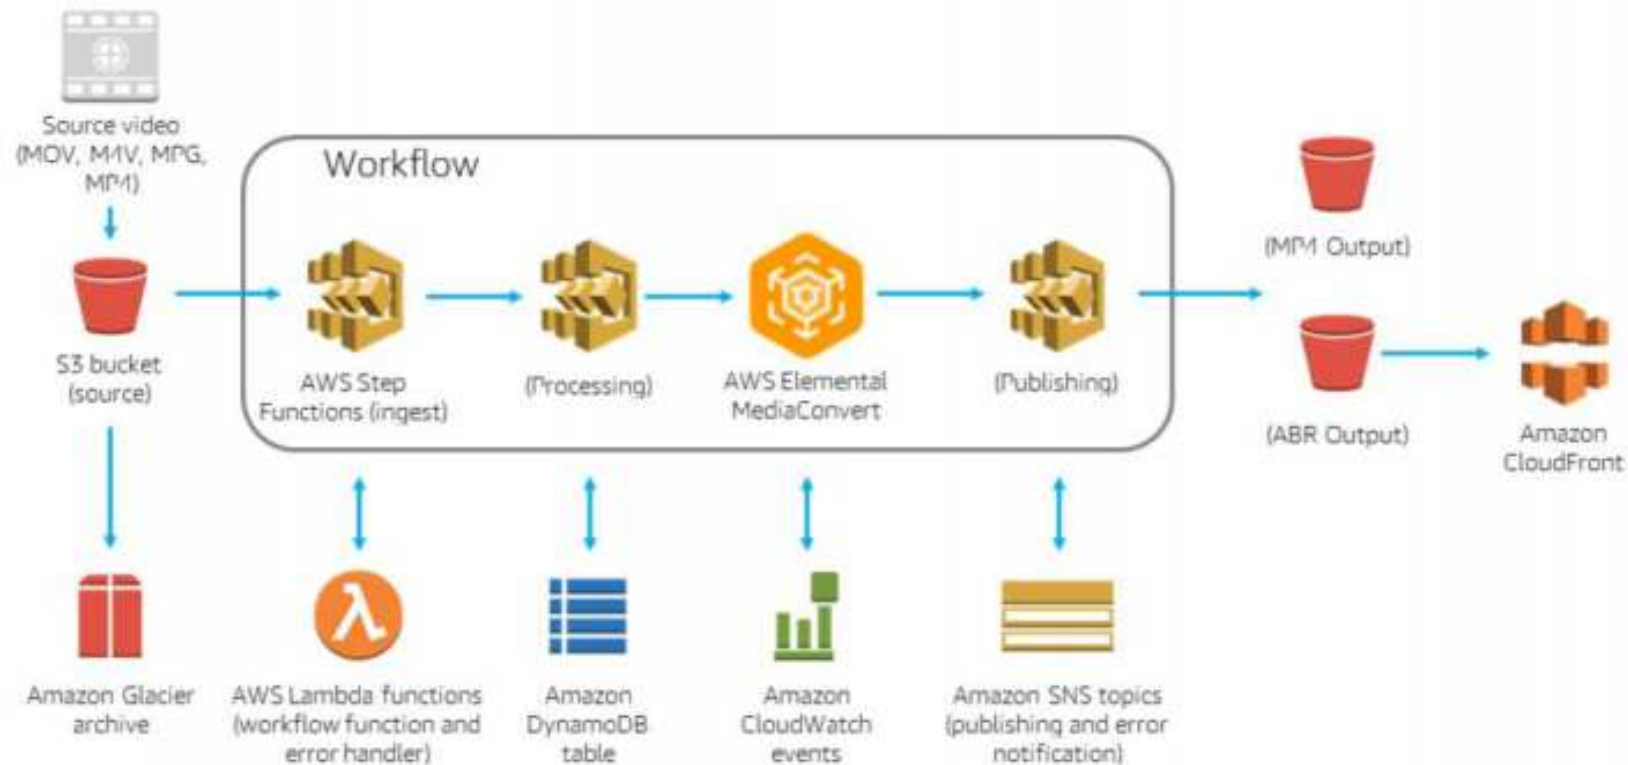 Source video
(MOV, M4V, MPG,
MP4)
Workflow
(MP4 Output)
S3 bucket
(source)
AWS Step
Functions (ingest)
(Processing)
AWS Elemental
MediaConvert
(Publishing)
(ABR Output)
Amazon
CloudFront
Amazon Glacier
archive
AWS Lambda functions
(workflow function and
error handler)
Amazon
DynamoDB
table
Amazon
CloudWatch
events
Amazon SNS topics
(publishing and error
notification)